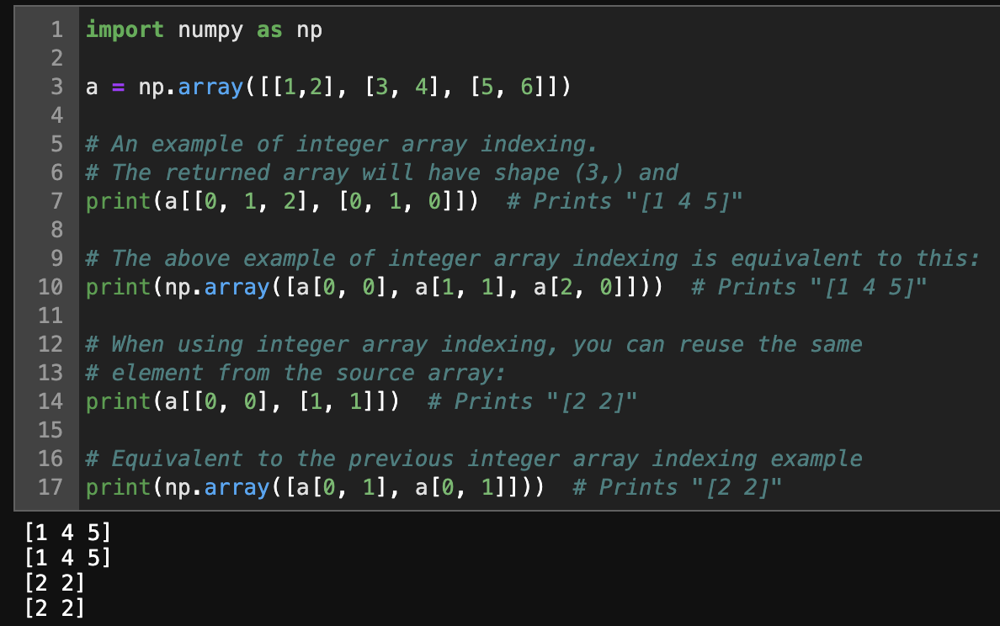 1 import numpy as np
2
3 a = np.array([[1,2], [3, 4], [5, 6]])
4
5 # An example of integer array indexing.
6 # The returned array will have shape (3,) and
7 print(a[[0, 1, 2], [0, 1, 0]])  # Prints "[1 4 5]"
8
9 # The above example of integer array indexing is equivalent to this:
10 print(np.array([a[0, 0], a[1, 1], a[2, 0]]))  # Prints "[1 4 5]"
11
12 # When using integer array indexing, you can reuse the same
13 # element from the source array:
14 print(a[[0, 0], [1, 1]])  # Prints "[2 2]"
15
16 # Equivalent to the previous integer array indexing example
17 print(np.array([a[0, 1], a[0, 1]]))  # Prints "[2 2]"
[1 4 5]
[1 4 5]
[2 2]
[2 2]